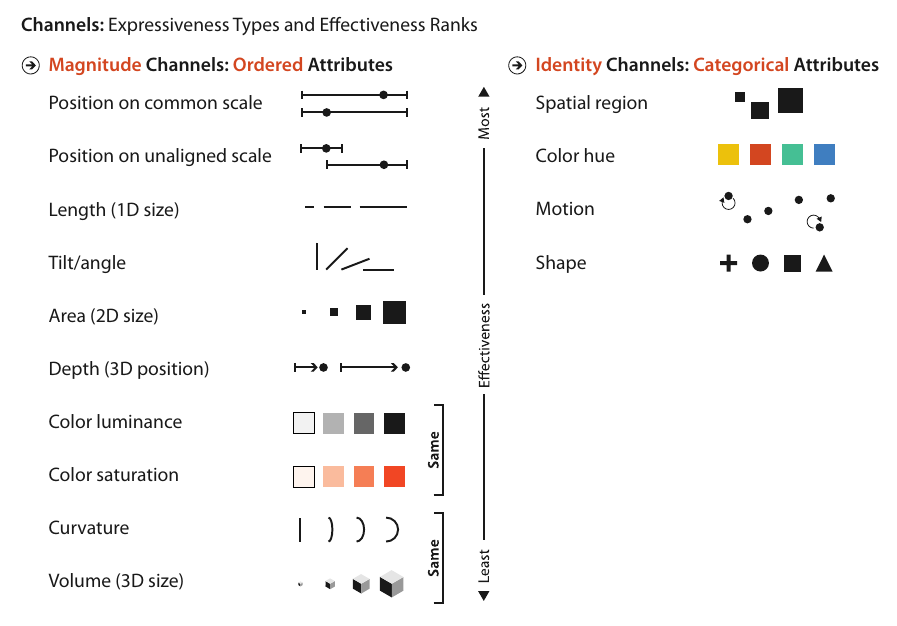 Channels: Expressiveness Types and Effectiveness Ranks
Magnitude Channels: Ordered Attributes
Position on common scale
Position on unaligned scale
Length (1D size)
Tilt/angle
Area (2D size)
Depth (3D position)
Color luminance
Color saturation
Curvature
Volume (3D size)
Same
Same
Most
Effectiveness
Least
Identity Channels: Categorical Attributes
Spatial region
Color hue
Motion
Shape